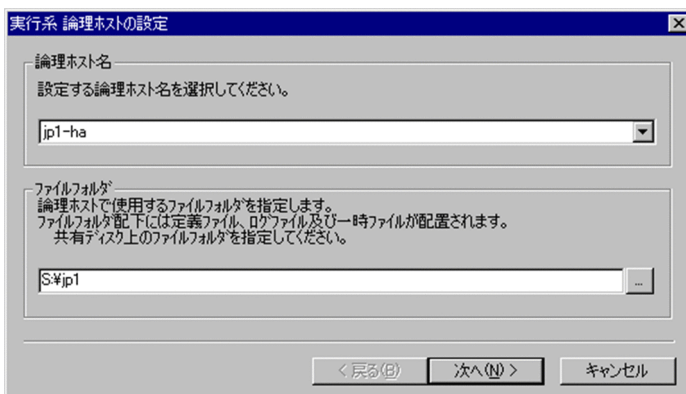 実行系 論理ホストの設定
論理ホスト名
設定する論理ホスト名を選択してください。
jp1-ha
ファイルフォルダ
論理ホストで使用するファイルフォルダを指定します。
ファイルフォルダ配下には定義ファイル、ログファイル及び一時ファイルが配置されます。
共有ディスク上のファイルフォルダを指定してください。
S:¥jp1
...
< 戻る(B)
次へ(N) >
キャンセル